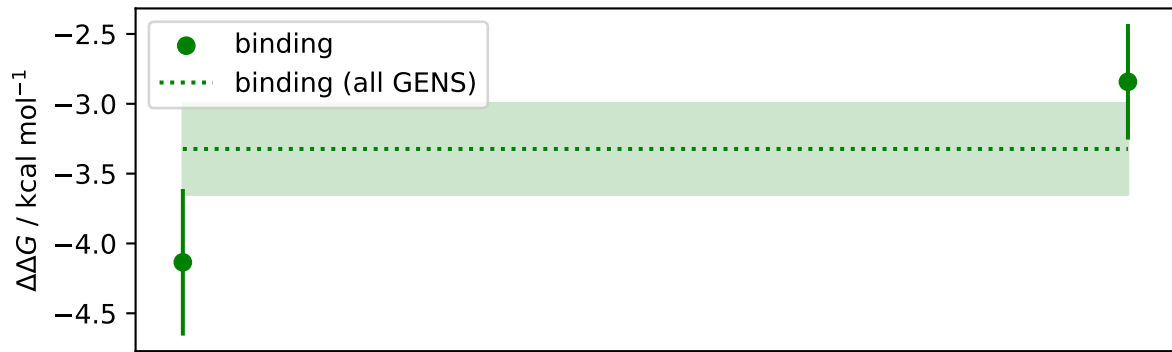 ΔΔG / kcal mol⁻¹
−2.5
−3.0
−3.5
−4.0
−4.5
binding
binding (all GENS)